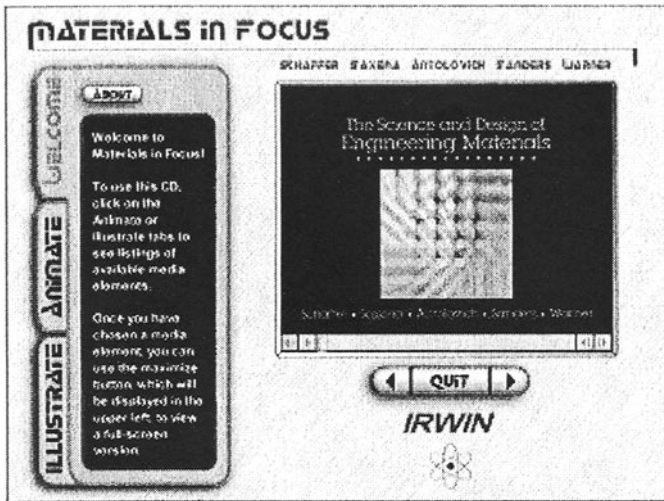 MATERIALS IN FOCUS
SCHAFFER SAXENA ANTOLOVICH SANDERS WARNER
WELCOME
ANIMATE
ILLUSTRATE
ABOUT
Welcome to
Materials in Focus!
To use this CD,
click on the
Animate or
Illustrate tabs to
see listings of
available media
elements.
Once you have
chosen a media
element, you can
use the maximize
button, which will
be displayed in the
upper left, to view
a full-screen
version.
The Science and Design of
Engineering Materials
Schaffer • Saxena • Antolovich • Sanders • Warner
QUIT
IRWIN